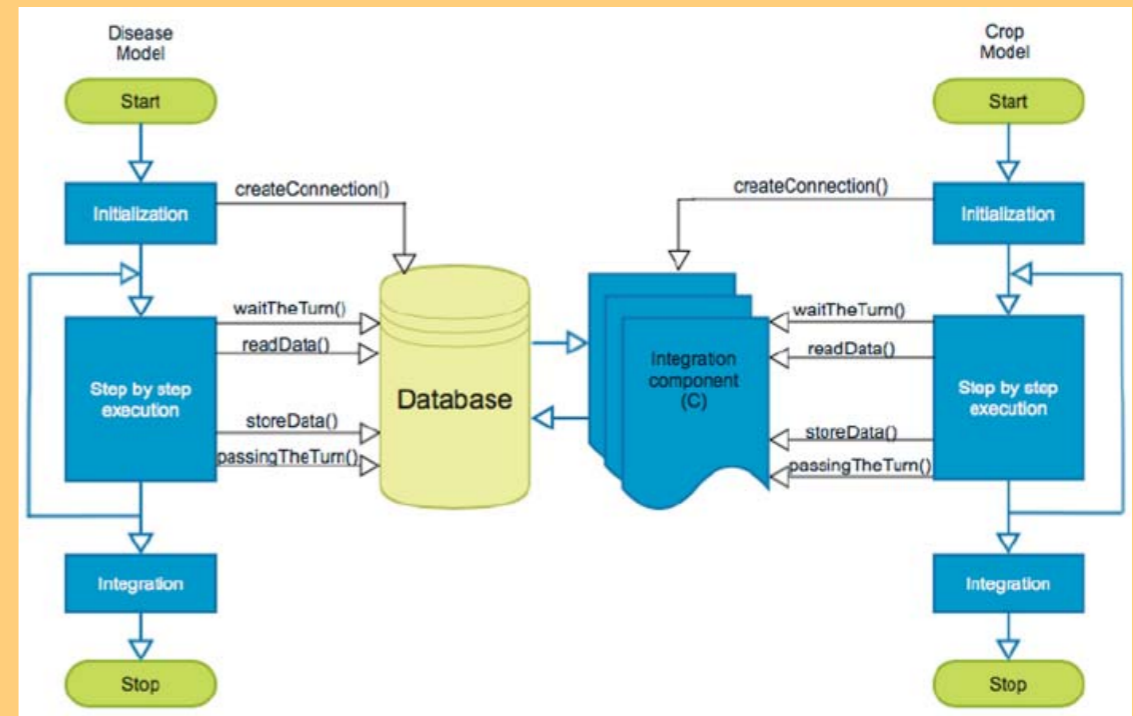 Disease
Model
Crop
Model
Start
Start
createConnection()
createConnection()
Initialization
Initialization
waitTheTurn()
waitTheTurn()
readData()
readData()
Step by step
execution
Database
Integration
component
(C)
Step by step
execution
storeData()
storeData()
passingTheTurn()
passingTheTurn()
Integration
Integration
Stop
Stop